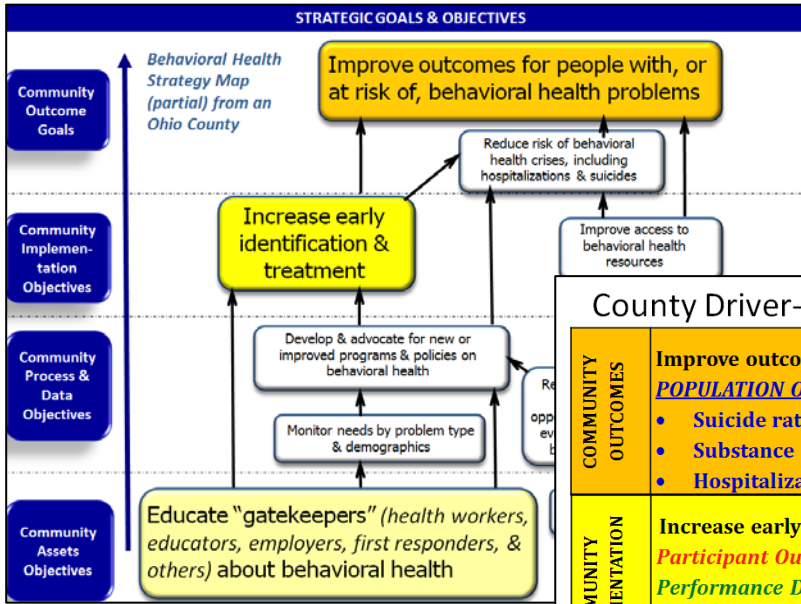 STRATEGIC GOALS & OBJECTIVES
Behavioral Health
Strategy Map
(partial) from an
Ohio County
Community
Outcome
Goals
Improve outcomes for people with, or
at risk of, behavioral health problems
Reduce risk of behavioral
health crises, including
hospitalizations & suicides
Community
Implemen-
tation
Objectives
Increase early
identification &
treatment
Improve access to
behavioral health
resources
Community
Process &
Data
Objectives
Develop & advocate for new or
improved programs & policies on
behavioral health
Monitor needs by problem type
& demographics
Community
Assets
Objectives
Educate "gatekeepers" (health workers,
educators, employers, first responders, &
others) about behavioral health
County Driver-
COMMUNITY
OUTCOMES
Improve outco
POPULATION O
• Suicide rat
• Substance
• Hospitaliza
Increase early
Participant Ou
Performance D